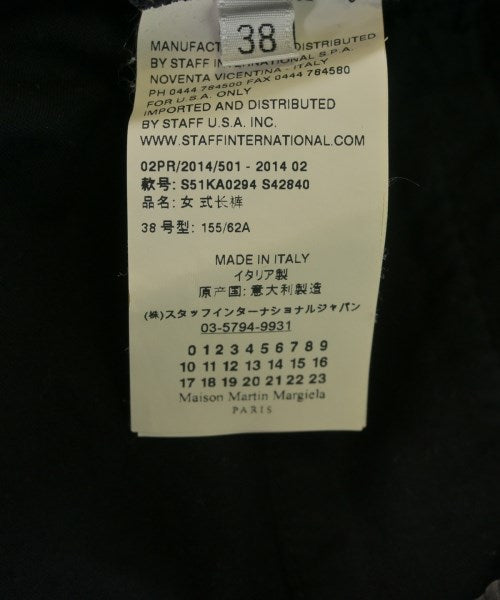 38
MANUFACT DISTRIBUTED
BY STAFF INTERNATIONAL S.P.A.
NOVENTA VICENTINA - ITALY
PH 0444 784500 FAX 0444 784580
FOR U.S.A. ONLY
IMPORTED AND DISTRIBUTED
BY STAFF U.S.A. INC.
WWW.STAFFINTERNATIONAL.COM
02PR/2014/501 - 2014 02
款号: S51KA0294 S42840
品名: 女 式长裤
38 号型: 155/62A
MADE IN ITALY
イタリア製
原产国: 意大利製造
(株)スタッフインターナショナルジャパン
03-5794-9931
0 1 2 3 4 5 6 7 8 9
10 11 12 13 14 15 16
17 18 19 20 21 22 23
Maison Martin Margiela
PARIS